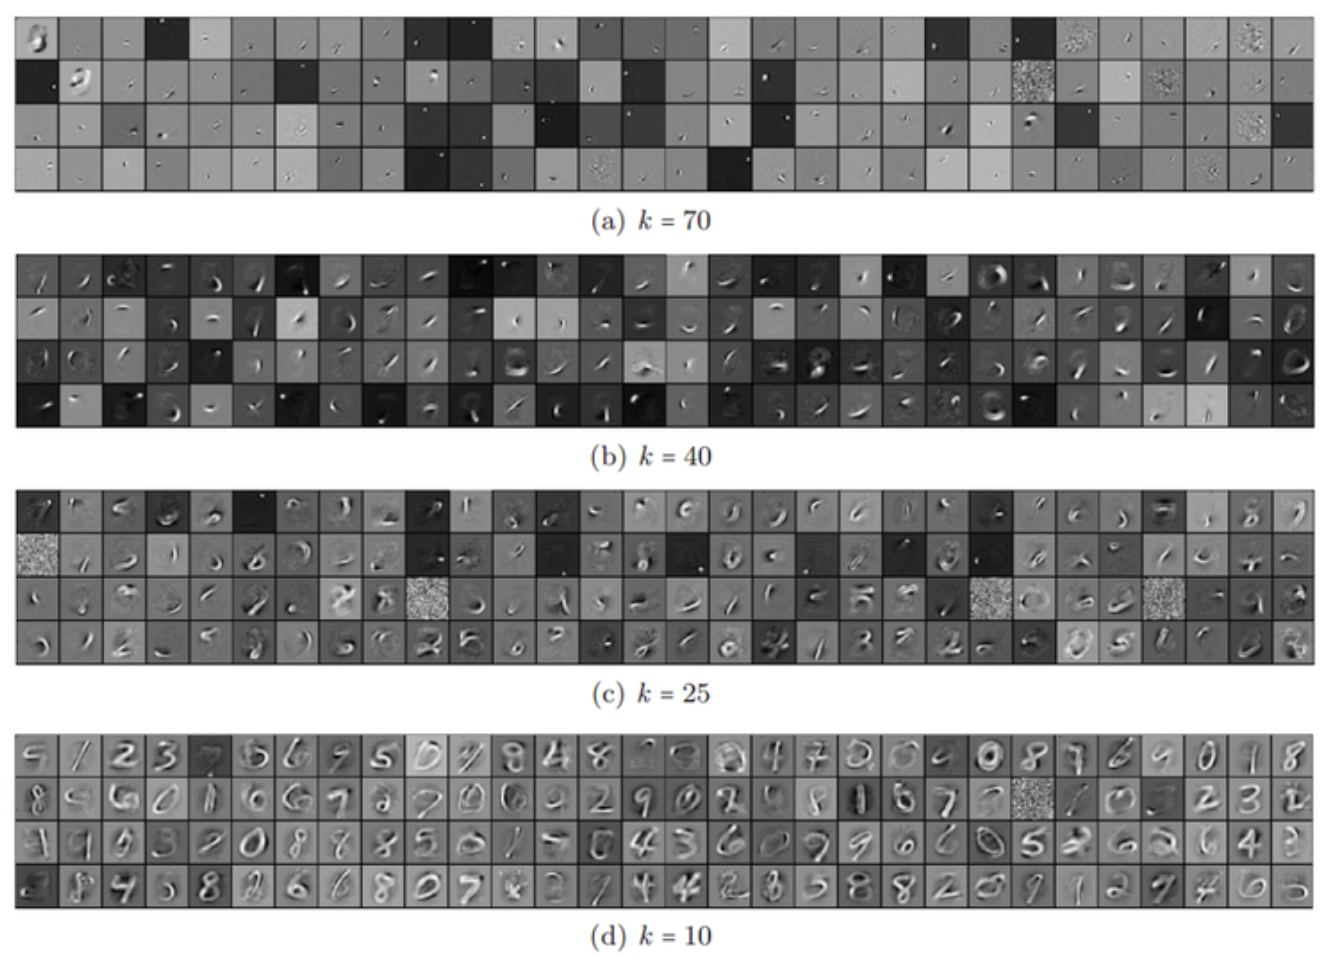 (a) k = 70
(b) k = 40
(c) k = 25
(d) k = 10